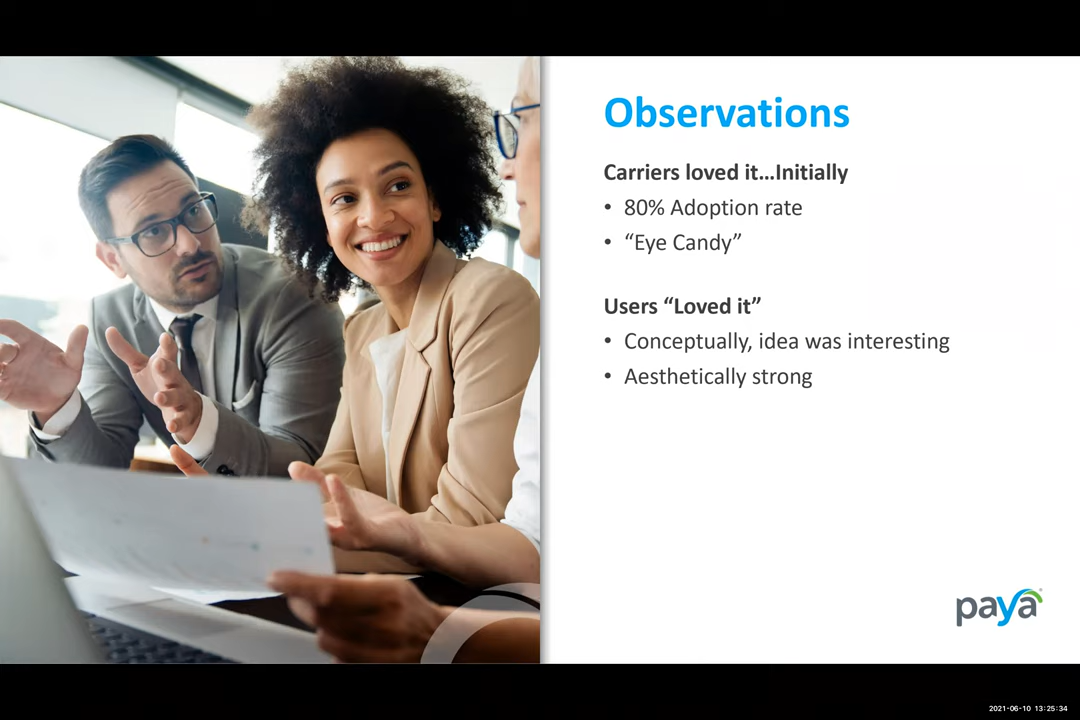 Observations
Carriers loved it...Initially
• 80% Adoption rate
• “Eye Candy”
Users “Loved it”
• Conceptually, idea was interesting
• Aesthetically strong
paya
2021-06-10 13:25:34